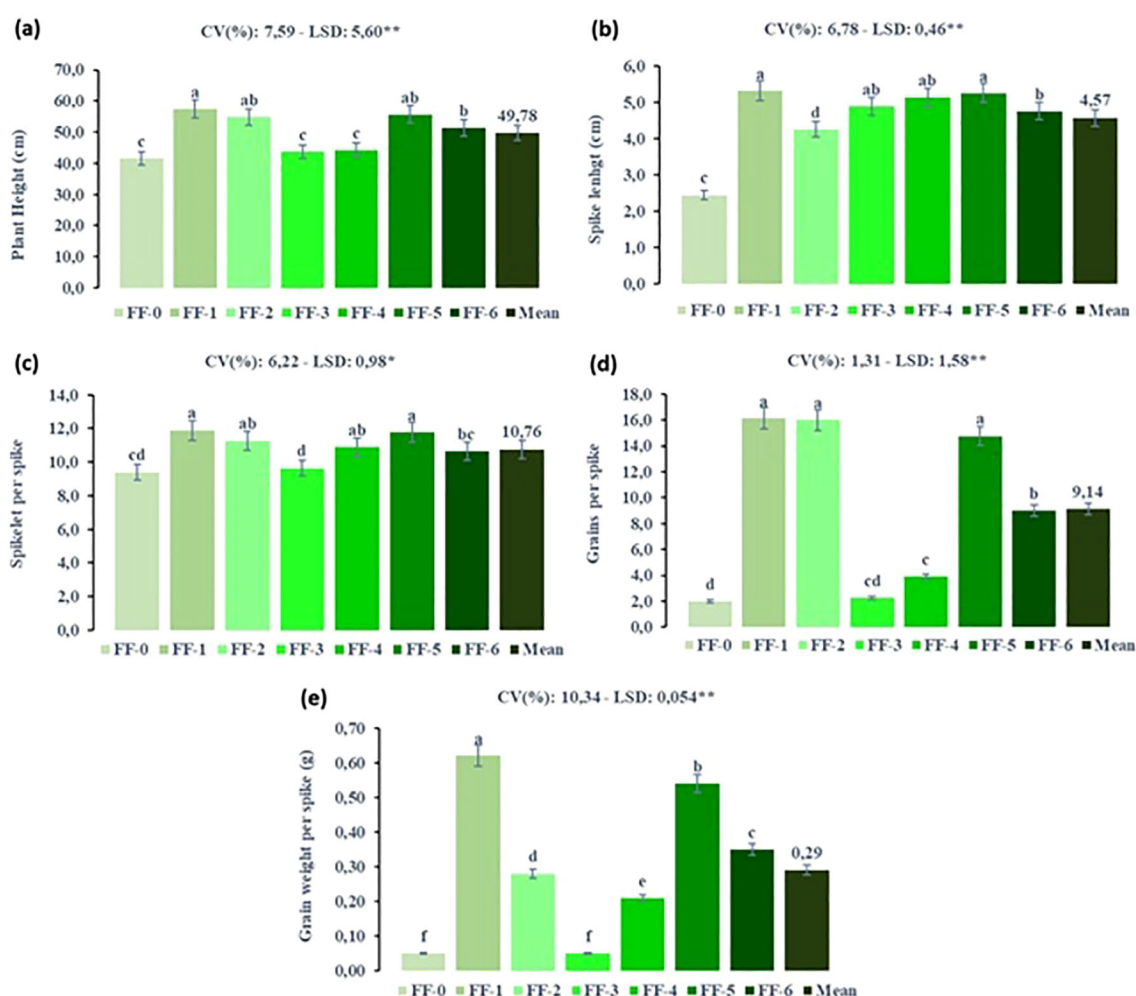 (a)
CV(%): 7,59 - LSD: 5,60**
Plant Height (cm)
70,0
60,0
50,0
40,0
30,0
20,0
10,0
0,0
c
a
ab
c
c
ab
b
49,78
FF-0 FF-1 FF-2 FF-3 FF-4 FF-5 FF-6 Mean
(b)
CV(%): 6,78 - LSD: 0,46**
Spike lenhgt (cm)
6,0
5,0
4,0
3,0
2,0
1,0
0,0
c
a
d
ab
ab
a
b
4,57
FF-0 FF-1 FF-2 FF-3 FF-4 FF-5 FF-6 Mean
(c)
CV(%): 6,22 - LSD: 0,98*
Spikelet per spike
14,0
12,0
10,0
8,0
6,0
4,0
2,0
0,0
cd
a
ab
d
ab
a
bc
10,76
FF-0 FF-1 FF-2 FF-3 FF-4 FF-5 FF-6 Mean
(d)
CV(%): 1,31 - LSD: 1,58**
Grains per spike
18,0
16,0
14,0
12,0
10,0
8,0
6,0
4,0
2,0
0,0
d
a
a
cd
c
a
b
9,14
FF-0 FF-1 FF-2 FF-3 FF-4 FF-5 FF-6 Mean
(e)
CV(%): 10,34 - LSD: 0,054**
Grain weight per spike (g)
0,70
0,60
0,50
0,40
0,30
0,20
0,10
0,00
f
a
d
f
e
b
c
0,29
FF-0 FF-1 FF-2 FF-3 FF-4 FF-5 FF-6 Mean